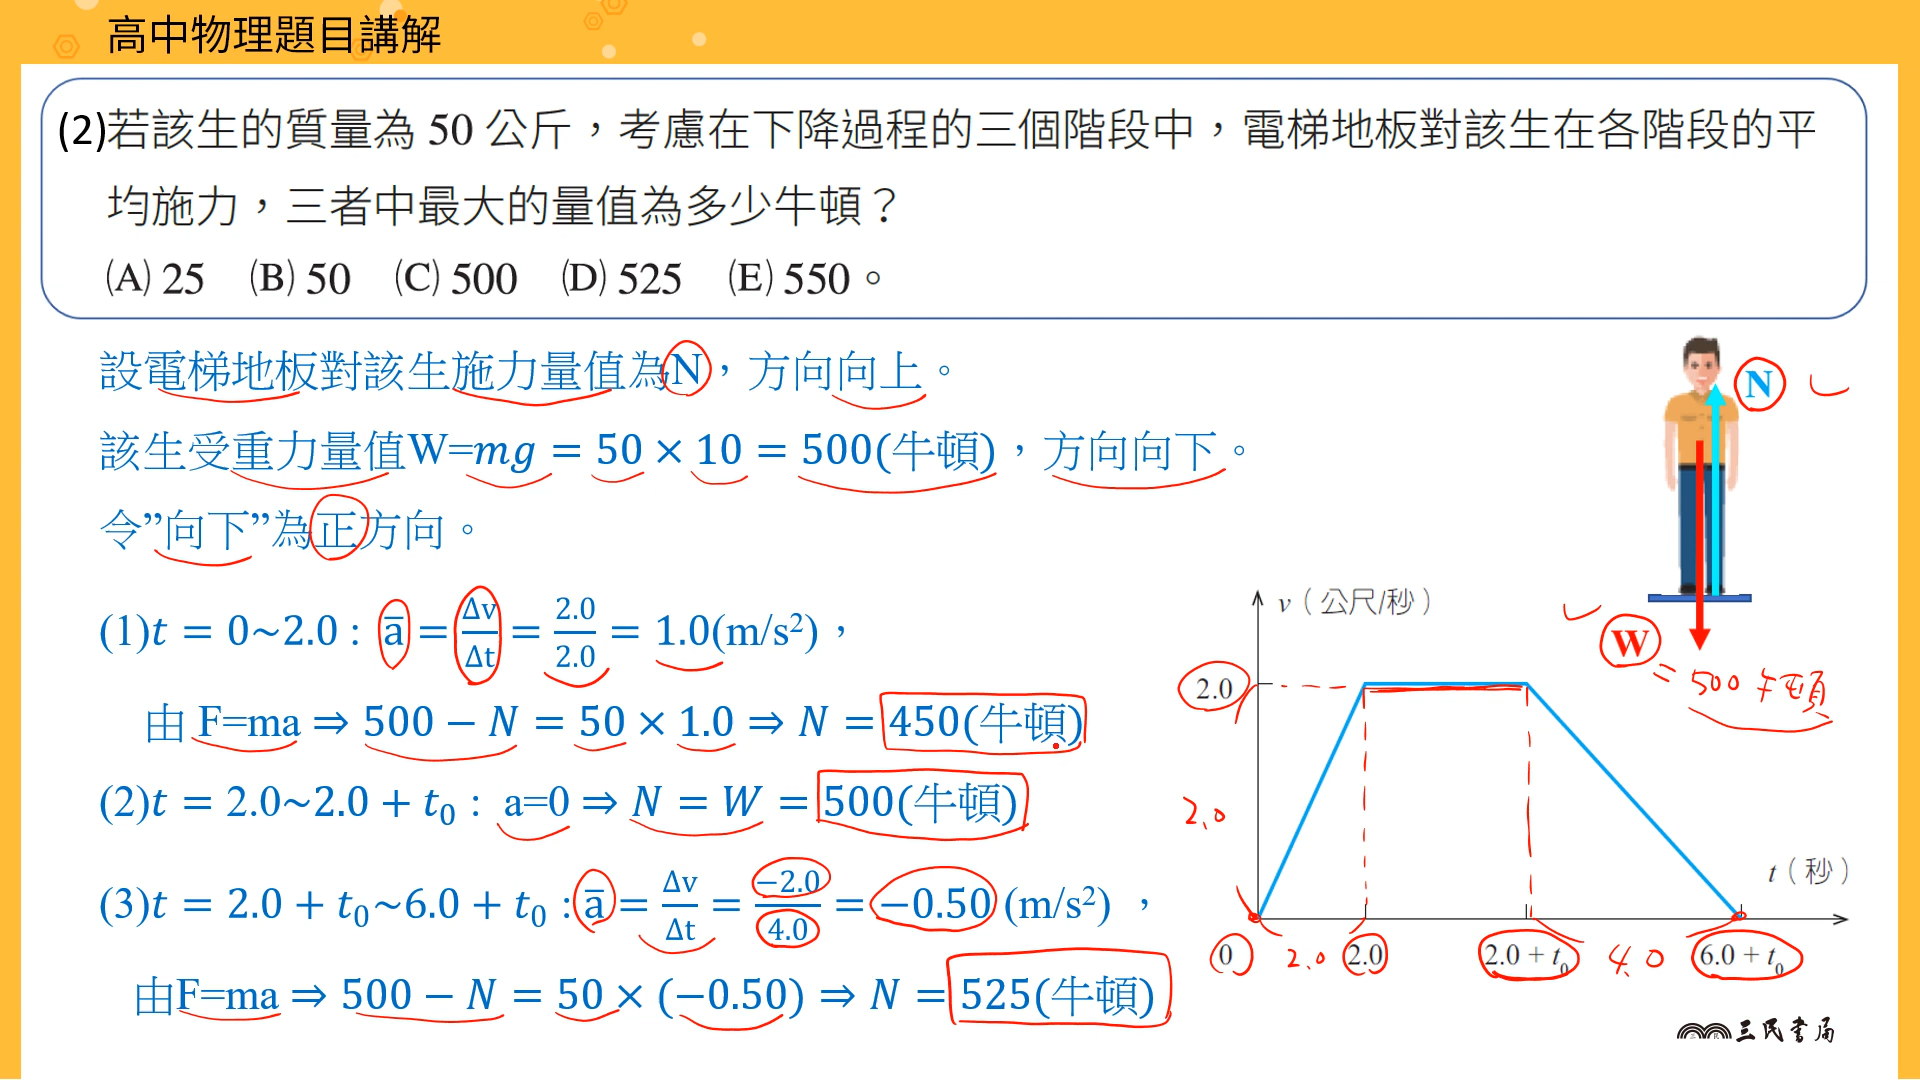 高中物理題目講解
(2)若該生的質量為 50 公斤，考慮在下降過程的三個階段中，電梯地板對該生在各階段的平
均施力，三者中最大的量值為多少牛頓？
(A) 25 (B) 50 (C) 500 (D) 525 (E) 550。
設電梯地板對該生施力量值為N，方向向上。
該生受重力量值W=mg = 50 × 10 = 500(牛頓)，方向向下。
令”向下”為正方向。
(1)t = 0~2.0 : a̅ = Δv/Δt = 2.0/2.0 = 1.0(m/s²)，
由 F=ma ⇒ 500 − N = 50 × 1.0 ⇒ N = 450(牛頓)
(2)t = 2.0~2.0 + t₀ : a=0 ⇒ N = W = 500(牛頓)
(3)t = 2.0 + t₀~6.0 + t₀ : a̅ = Δv/Δt = −2.0/4.0 = −0.50 (m/s²)，
由F=ma ⇒ 500 − N = 50 × (−0.50) ⇒ N = 525(牛頓)
N
W
= 500 牛頓
v（公尺/秒）
2.0
2.0
t（秒）
0 2.0 2.0 2.0 + t₀ 4.0 6.0 + t₀
三民書局